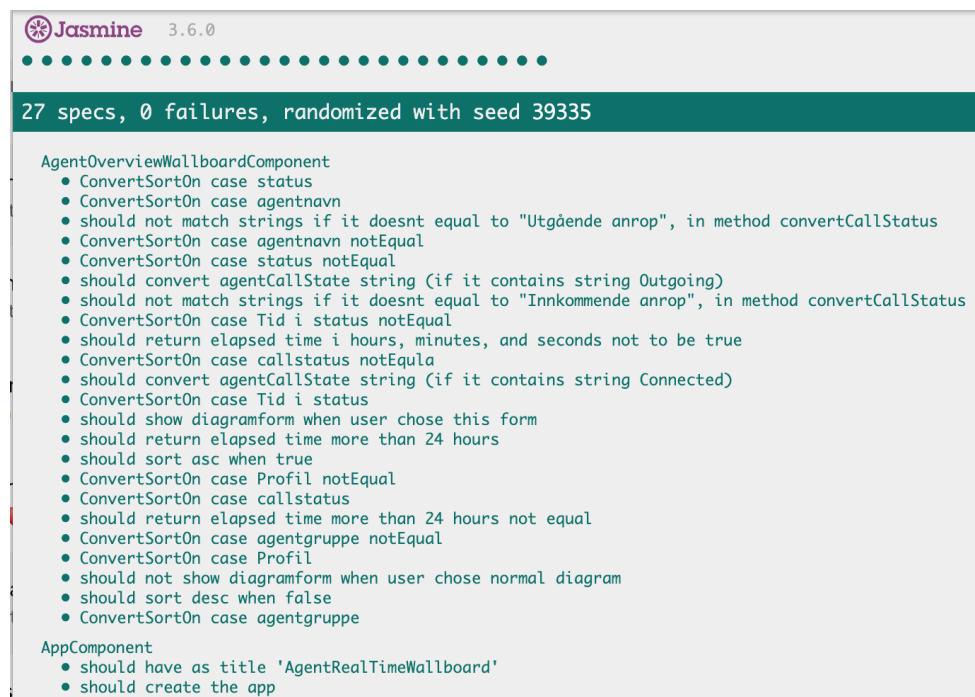 Jasmine 3.6.0
27 specs, 0 failures, randomized with seed 39335
AgentOverviewWallboardComponent
• ConvertSortOn case status
• ConvertSortOn case agentnavn
• should not match strings if it doesnt equal to "Utgående anrop", in method convertCallStatus
• ConvertSortOn case agentnavn notEqual
• ConvertSortOn case status notEqual
• should convert agentCallState string (if it contains string Outgoing)
• should not match strings if it doesnt equal to "Innkommende anrop", in method convertCallStatus
• ConvertSortOn case Tid i status notEqual
• should return elapsed time i hours, minutes, and seconds not to be true
• ConvertSortOn case callstatus notEqula
• should convert agentCallState string (if it contains string Connected)
• ConvertSortOn case Tid i status
• should show diagramform when user chose this form
• should return elapsed time more than 24 hours
• should sort asc when true
• ConvertSortOn case Profil notEqual
• ConvertSortOn case callstatus
• should return elapsed time more than 24 hours not equal
• ConvertSortOn case agentgruppe notEqual
• ConvertSortOn case Profil
• should not show diagramform when user chose normal diagram
• should sort desc when false
• ConvertSortOn case agentgruppe
AppComponent
• should have as title 'AgentRealTimeWallboard'
• should create the app